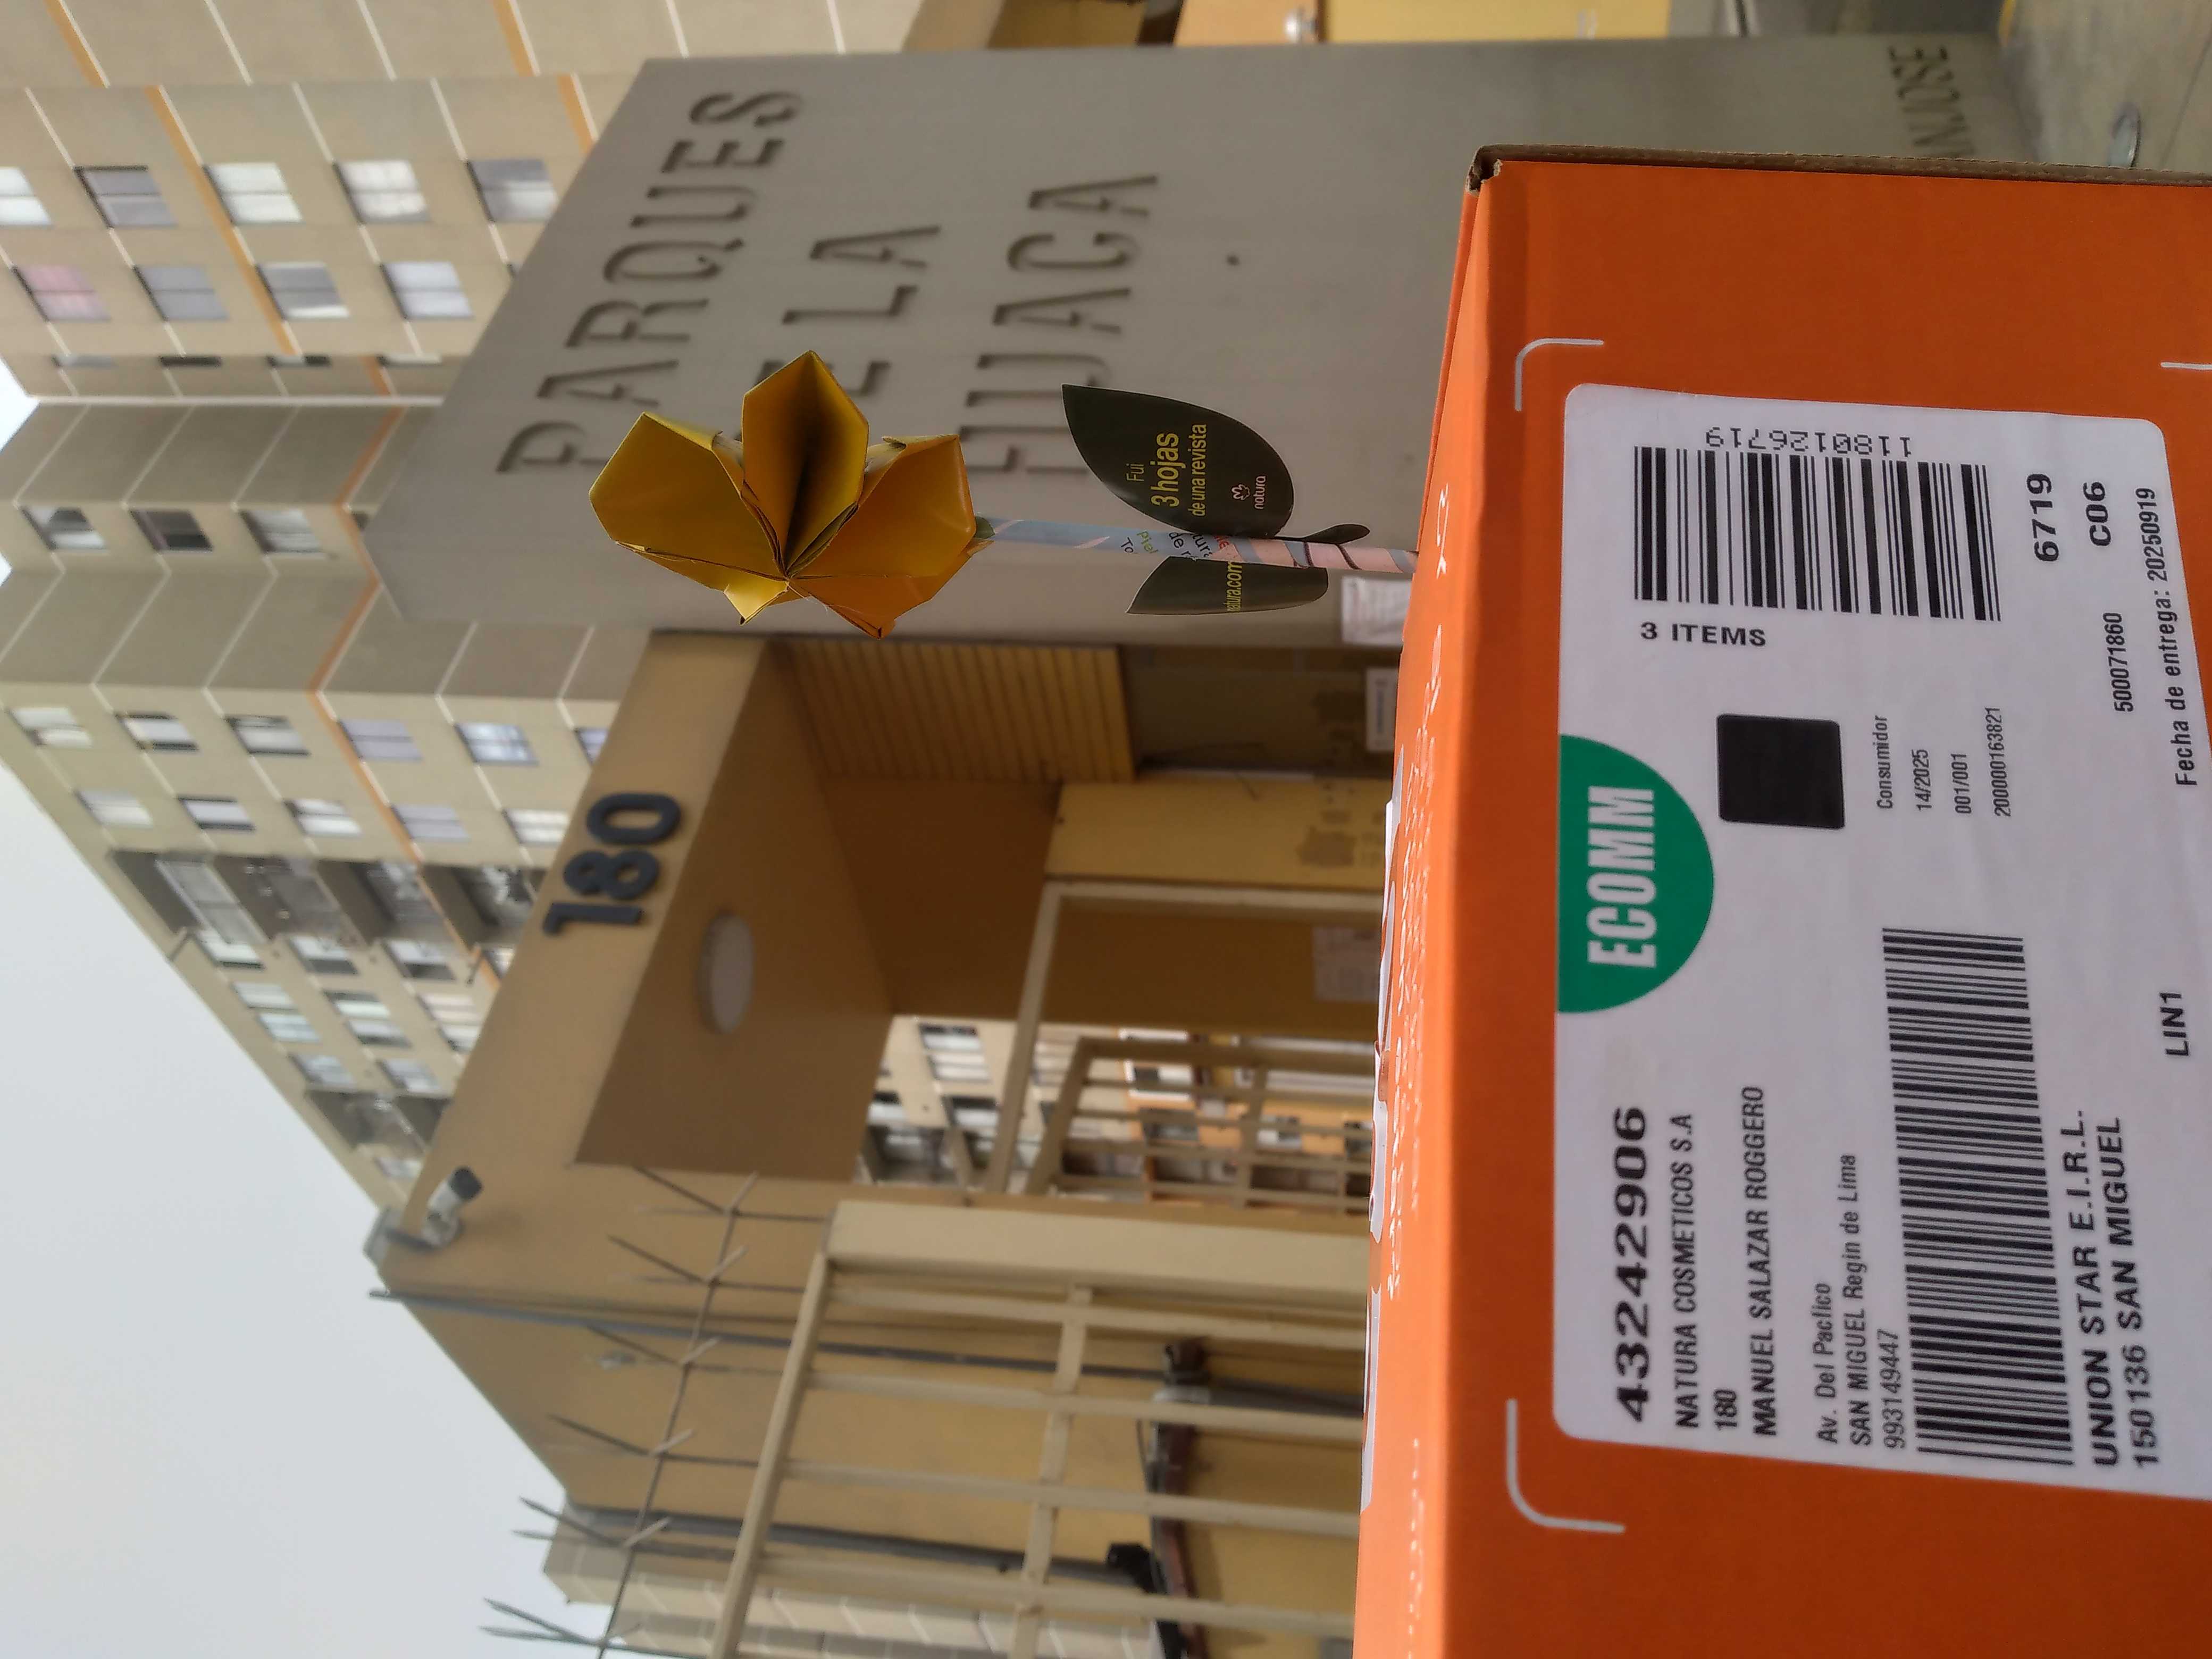 PARQUES
E LA
HUACA
180
ANJOSE
Fui
3 hojas
de una revista
natura
natura.com
43242906
NATURA COSMETICOS S.A
180
MANUEL SALAZAR ROGGERO
Av. Del Pacfico
SAN MIGUEL Regin de Lima
993149447
UNION STAR E.I.R.L.
150136 SAN MIGUEL
LIN1
ECOMM
Consumidor
14/2025
001/001
200000163821
3 ITEMS
1180126719
6719
C06
500071860
Fecha de entrega: 20250919